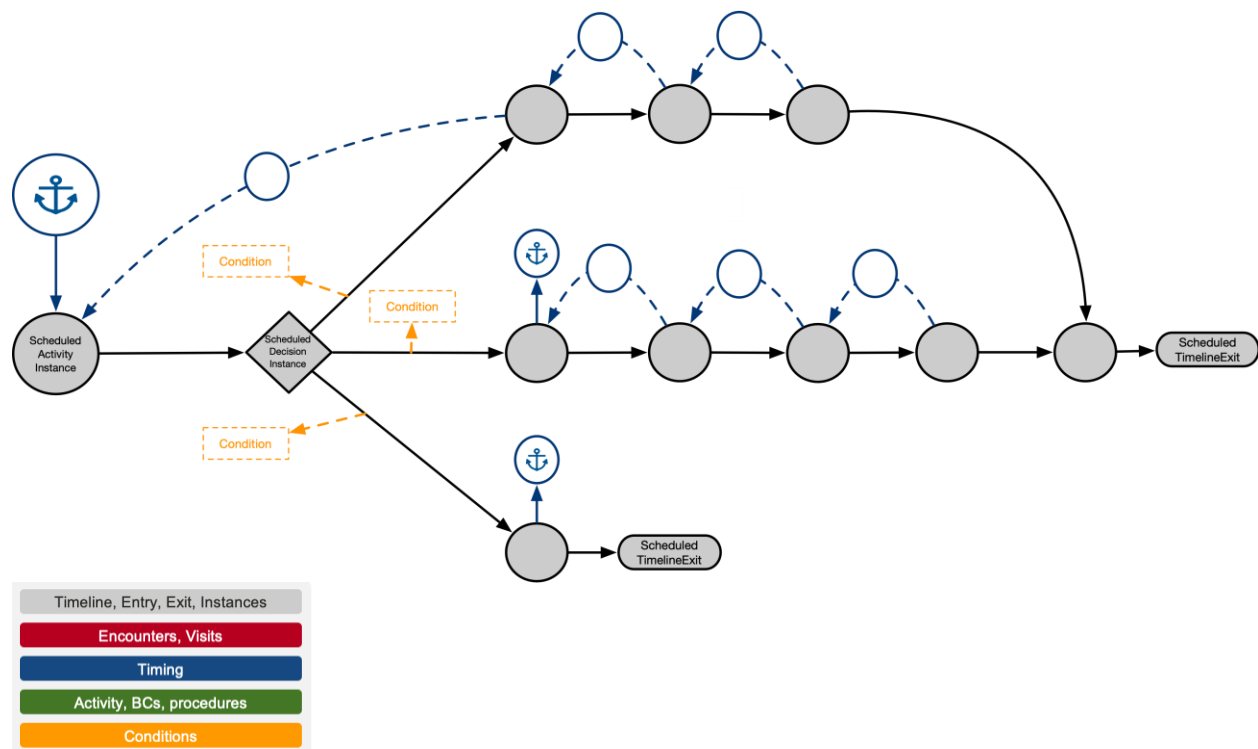 Condition
Condition
Scheduled
Activity
Instance
Scheduled
Decision
Instance
Scheduled
TimelineExit
Condition
Scheduled
TimelineExit
Timeline, Entry, Exit, Instances
Encounters, Visits
Timing
Activity, BCs, procedures
Conditions